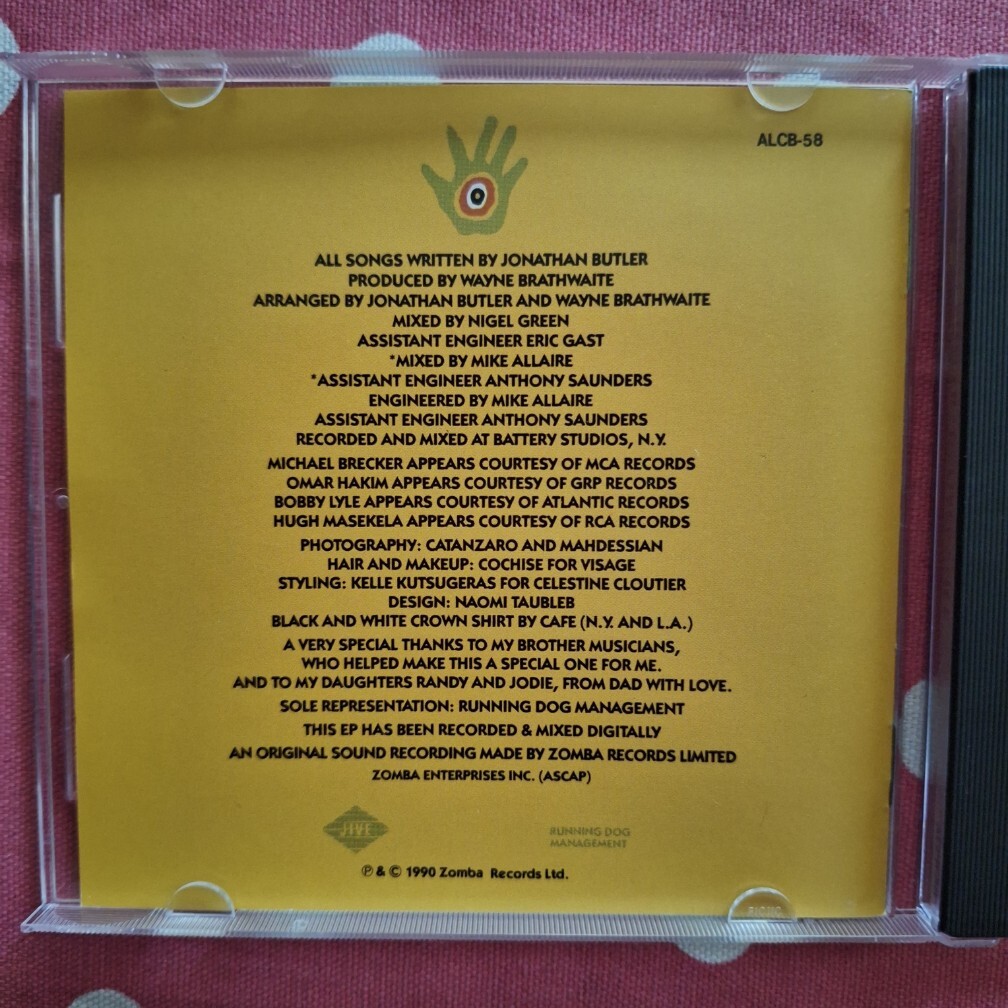 ALCB-58
ALL SONGS WRITTEN BY JONATHAN BUTLER
PRODUCED BY WAYNE BRATHWAITE
ARRANGED BY JONATHAN BUTLER AND WAYNE BRATHWAITE
MIXED BY NIGEL GREEN
ASSISTANT ENGINEER ERIC GAST
*MIXED BY MIKE ALLAIRE
*ASSISTANT ENGINEER ANTHONY SAUNDERS
ENGINEERED BY MIKE ALLAIRE
ASSISTANT ENGINEER ANTHONY SAUNDERS
RECORDED AND MIXED AT BATTERY STUDIOS, N.Y.
MICHAEL BRECKER APPEARS COURTESY OF MCA RECORDS
OMAR HAKIM APPEARS COURTESY OF GRP RECORDS
BOBBY LYLE APPEARS COURTESY OF ATLANTIC RECORDS
HUGH MASEKELA APPEARS COURTESY OF RCA RECORDS
PHOTOGRAPHY: CATANZARO AND MAHDESSIAN
HAIR AND MAKEUP: COCHISE FOR VISAGE
STYLING: KELLE KUTSUGERAS FOR CELESTINE CLOUTIER
DESIGN: NAOMI TAUBLEB
BLACK AND WHITE CROWN SHIRT BY CAFE (N.Y. AND L.A.)
A VERY SPECIAL THANKS TO MY BROTHER MUSICIANS,
WHO HELPED MAKE THIS A SPECIAL ONE FOR ME.
AND TO MY DAUGHTERS RANDY AND JODIE, FROM DAD WITH LOVE.
SOLE REPRESENTATION: RUNNING DOG MANAGEMENT
THIS EP HAS BEEN RECORDED & MIXED DIGITALLY
AN ORIGINAL SOUND RECORDING MADE BY ZOMBA RECORDS LIMITED
ZOMBA ENTERPRISES INC. (ASCAP)
JIVE
RUNNING DOG
MANAGEMENT
℗ & © 1990 Zomba Records Ltd.